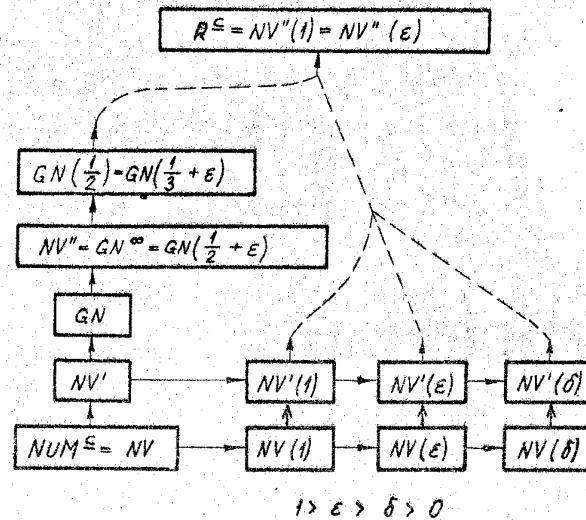 R^c̲ = NV″(1) = NV″(ε)
GN(1/2) = GN(1/3 + ε)
NV″ = GN^∞ = GN(1/2 + ε)
GN
NV′ NV′(1) NV′(ε) NV′(δ)
NUM^c̲ = NV NV(1) NV(ε) NV(δ)
1 > ε > δ > 0